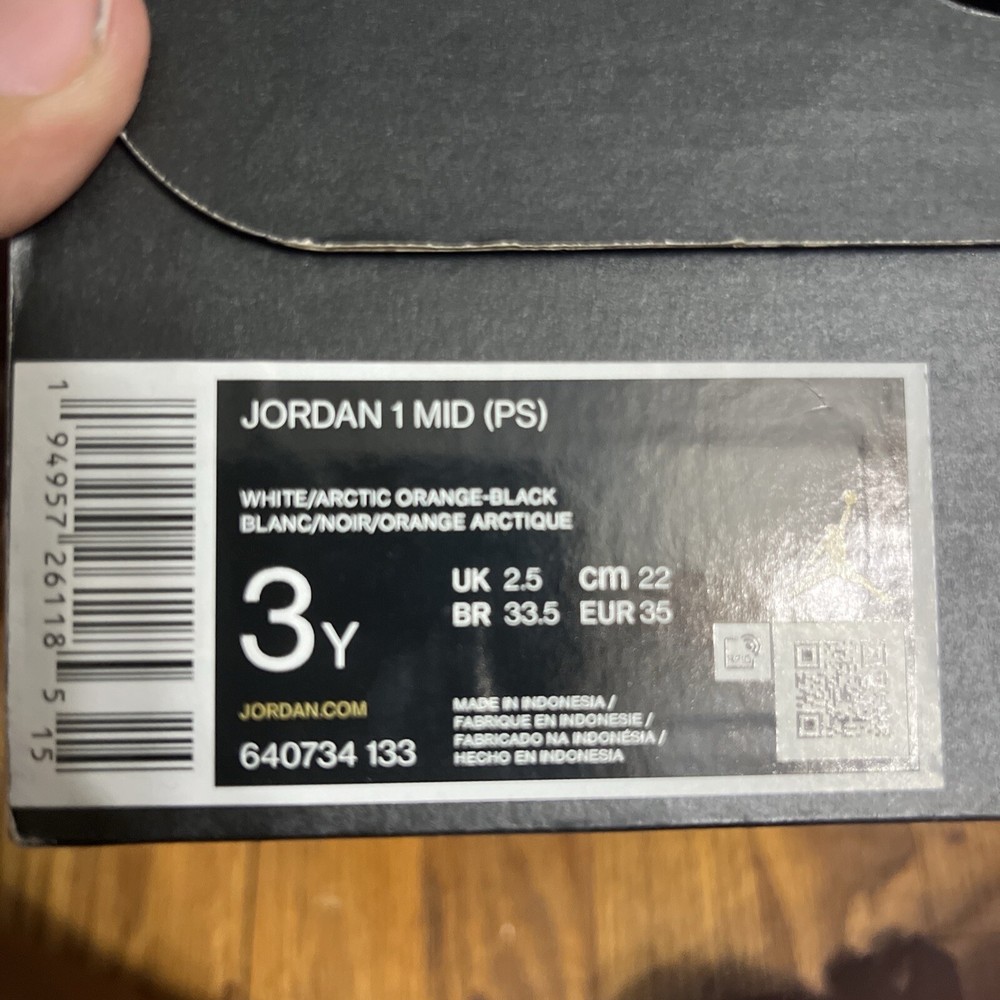 JORDAN 1 MID (PS)
WHITE/ARCTIC ORANGE-BLACK
BLANC/NOIR/ORANGE ARCTIQUE
3Y
UK 2.5 cm 22
BR 33.5 EUR 35
JORDAN.COM
640734 133
MADE IN INDONESIA /
FABRIQUE EN INDONESIE /
FABRICADO NA INDONÉSIA /
HECHO EN INDONESIA
1 94957 26118 5 15